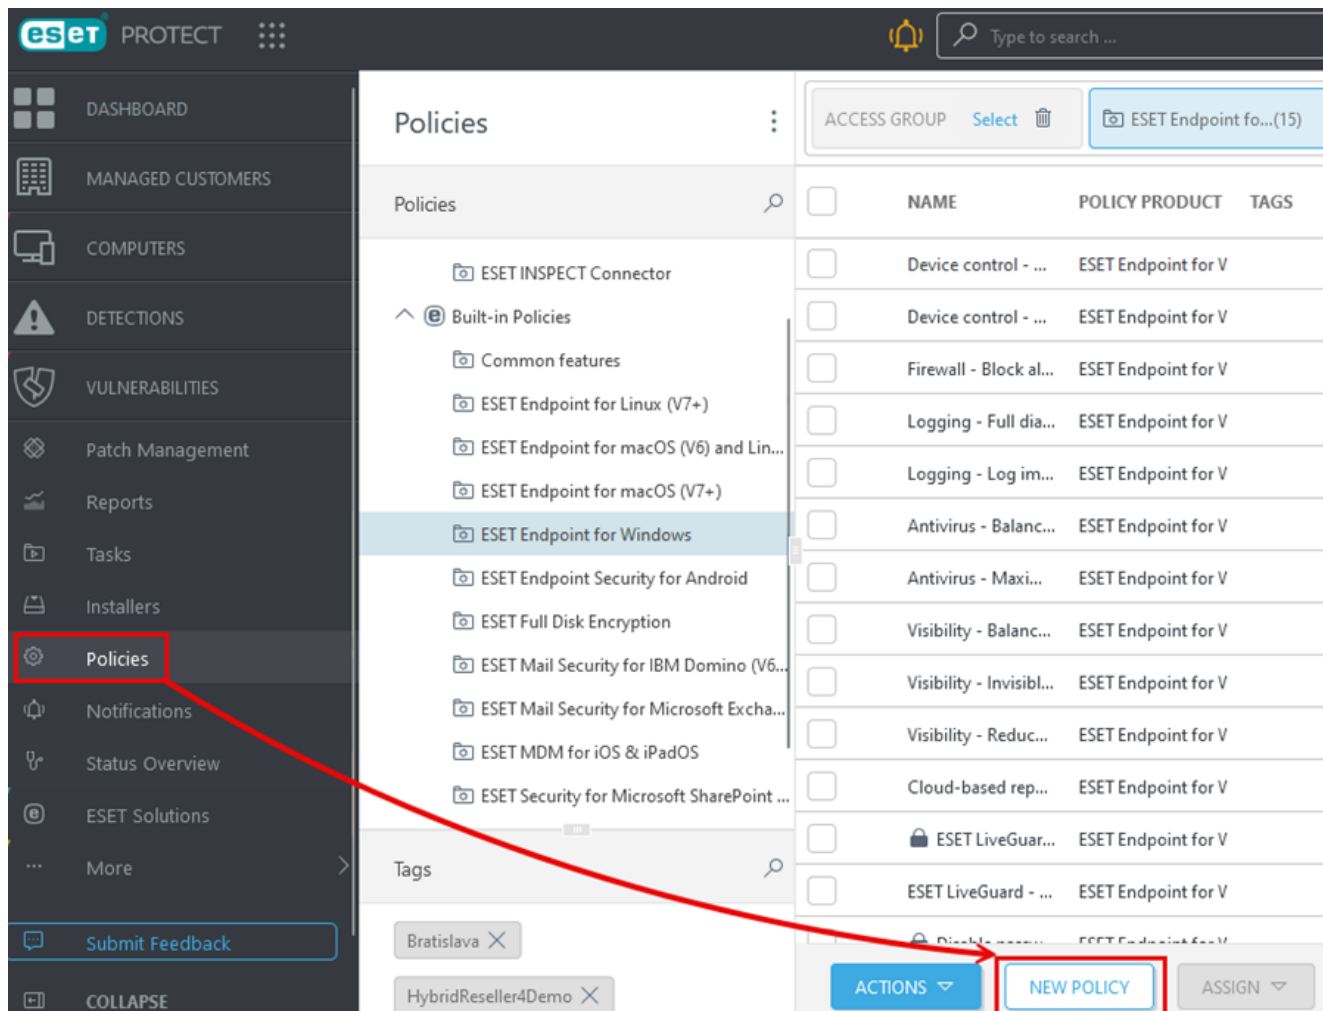 eseT PROTECT
Type to search ...
DASHBOARD
MANAGED CUSTOMERS
COMPUTERS
DETECTIONS
VULNERABILITIES
Patch Management
Reports
Tasks
Installers
Policies
Notifications
Status Overview
ESET Solutions
More
Submit Feedback
COLLAPSE
Policies
Policies
ESET INSPECT Connector
Built-in Policies
Common features
ESET Endpoint for Linux (V7+)
ESET Endpoint for macOS (V6) and Lin...
ESET Endpoint for macOS (V7+)
ESET Endpoint for Windows
ESET Endpoint Security for Android
ESET Full Disk Encryption
ESET Mail Security for IBM Domino (V6...
ESET Mail Security for Microsoft Excha...
ESET MDM for iOS & iPadOS
ESET Security for Microsoft SharePoint ...
Tags
Bratislava
HybridReseller4Demo
ACCESS GROUP Select ESET Endpoint fo...(15)
NAME POLICY PRODUCT TAGS
Device control - ... ESET Endpoint for V
Device control - ... ESET Endpoint for V
Firewall - Block al... ESET Endpoint for V
Logging - Full dia... ESET Endpoint for V
Logging - Log im... ESET Endpoint for V
Antivirus - Balanc... ESET Endpoint for V
Antivirus - Maxi... ESET Endpoint for V
Visibility - Balanc... ESET Endpoint for V
Visibility - Invisibl... ESET Endpoint for V
Visibility - Reduc... ESET Endpoint for V
Cloud-based rep... ESET Endpoint for V
ESET LiveGuar... ESET Endpoint for V
ESET LiveGuard - ... ESET Endpoint for V
ACTIONS NEW POLICY ASSIGN